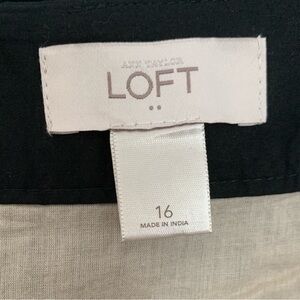 ANN TAYLOR
LOFT
16
MADE IN INDIA